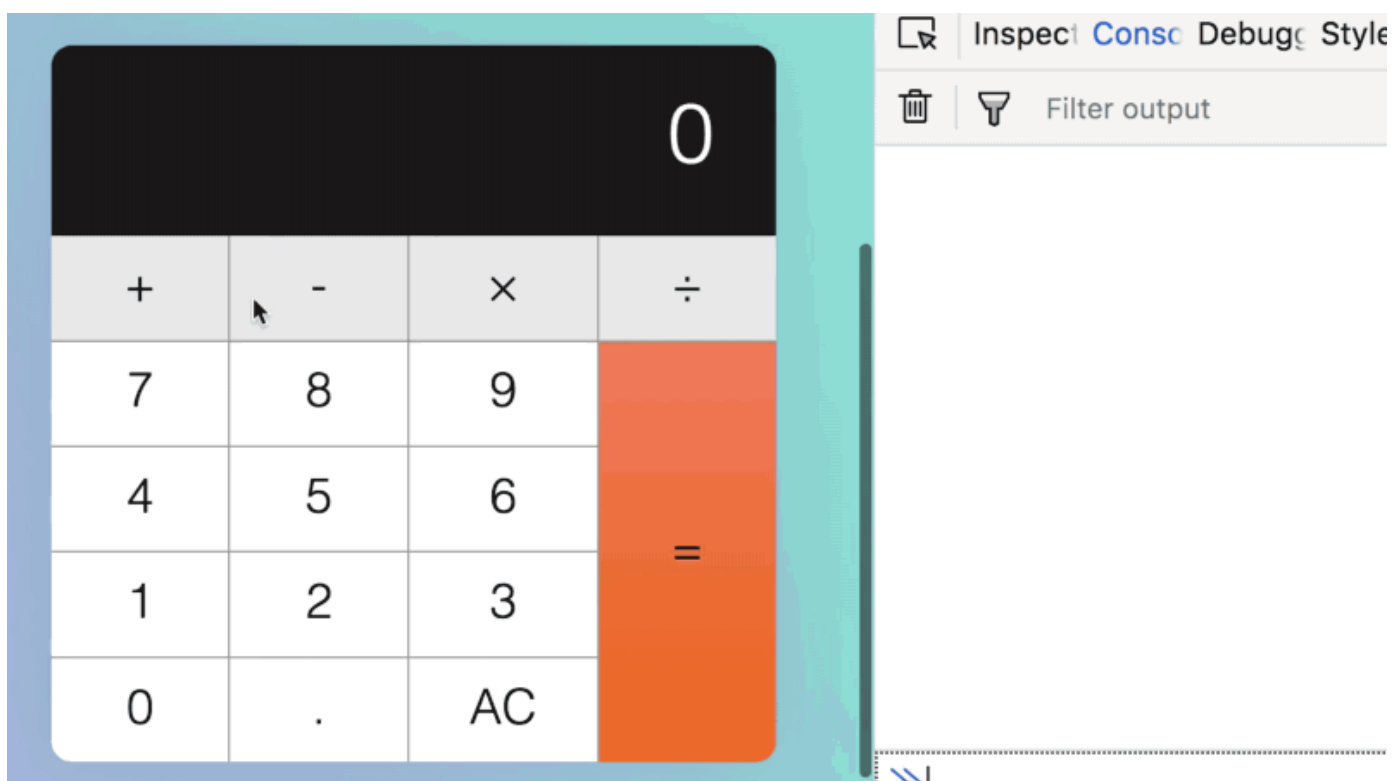 0
+ - × ÷
7 8 9
4 5 6
=
1 2 3
0 . AC
Inspect Conso Debugg Style
Filter output